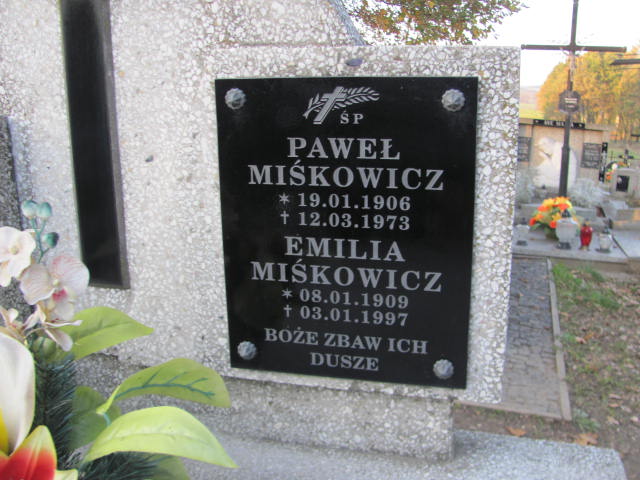 ŚP
PAWEŁ
MIŚKOWICZ
* 19.01.1906
† 12.03.1973
EMILIA
MIŚKOWICZ
* 08.01.1909
† 03.01.1997
BOŻE ZBAW ICH
DUSZE